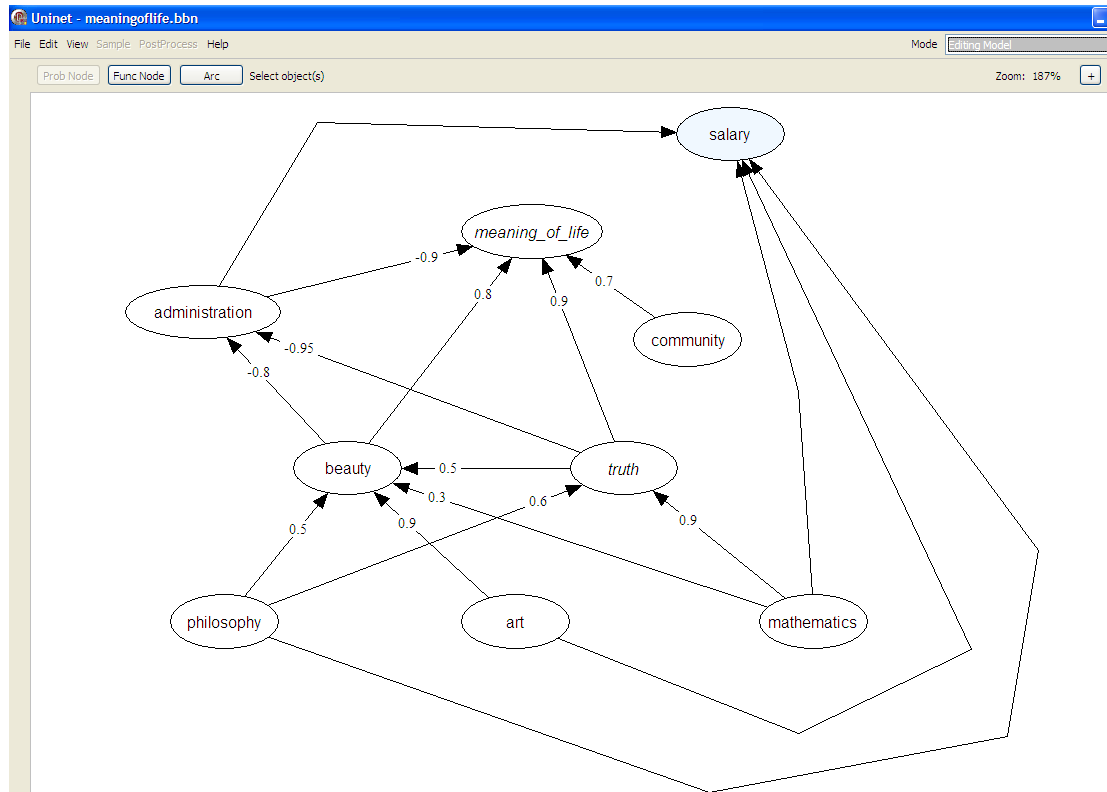 Uninet - meaningoflife.bbn
File Edit View Sample PostProcess Help Mode Editing Model
Prob Node Func Node Arc Select object(s) Zoom: 187% +
salary
meaning_of_life
-0.9
0.8
0.9
0.7
administration
community
-0.95
-0.8
beauty
0.5
truth
0.3
0.6
0.5
0.9
0.9
philosophy
art
mathematics